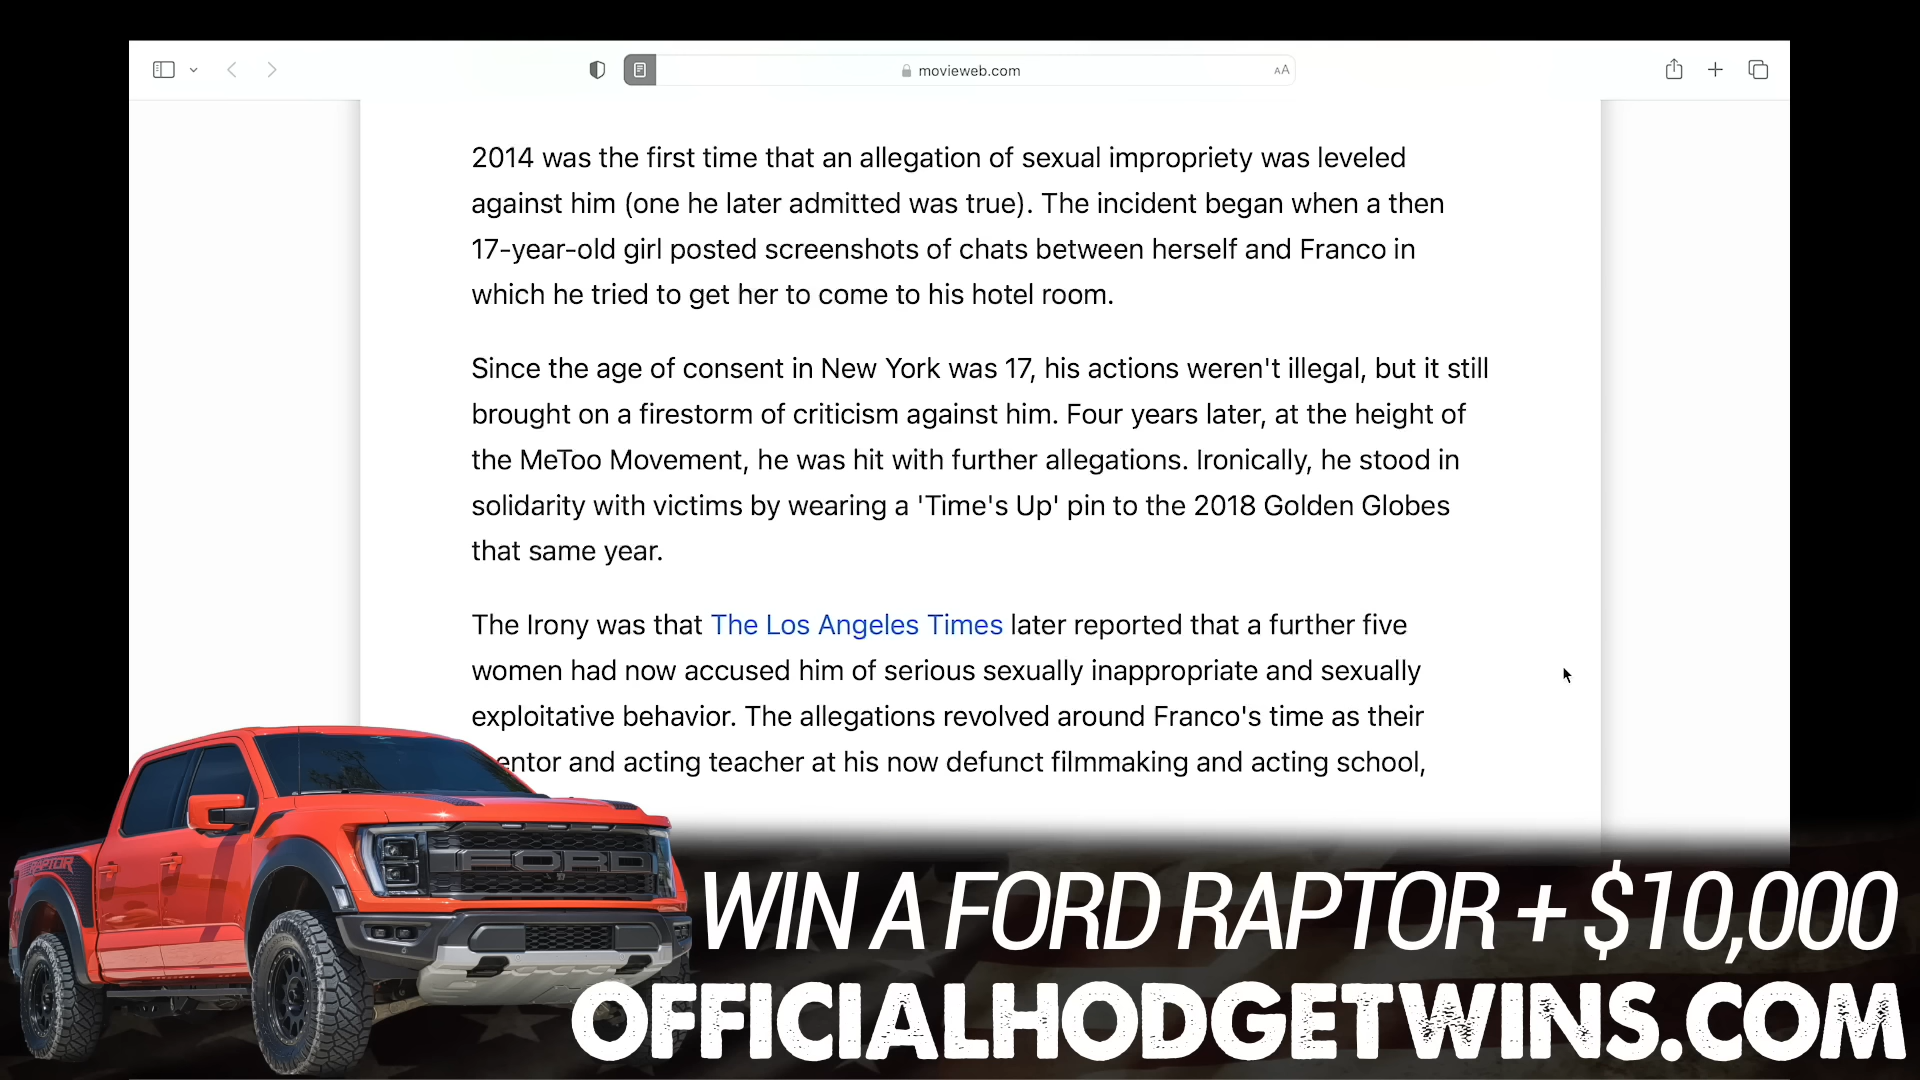 movieweb.com
AA
2014 was the first time that an allegation of sexual impropriety was leveled
against him (one he later admitted was true). The incident began when a then
17-year-old girl posted screenshots of chats between herself and Franco in
which he tried to get her to come to his hotel room.
Since the age of consent in New York was 17, his actions weren't illegal, but it still
brought on a firestorm of criticism against him. Four years later, at the height of
the MeToo Movement, he was hit with further allegations. Ironically, he stood in
solidarity with victims by wearing a 'Time's Up' pin to the 2018 Golden Globes
that same year.
The Irony was that The Los Angeles Times later reported that a further five
women had now accused him of serious sexually inappropriate and sexually
exploitative behavior. The allegations revolved around Franco's time as their
entor and acting teacher at his now defunct filmmaking and acting school,
RAPTOR
FORD
WIN A FORD RAPTOR + $10,000
OFFICIALHODGETWINS.COM